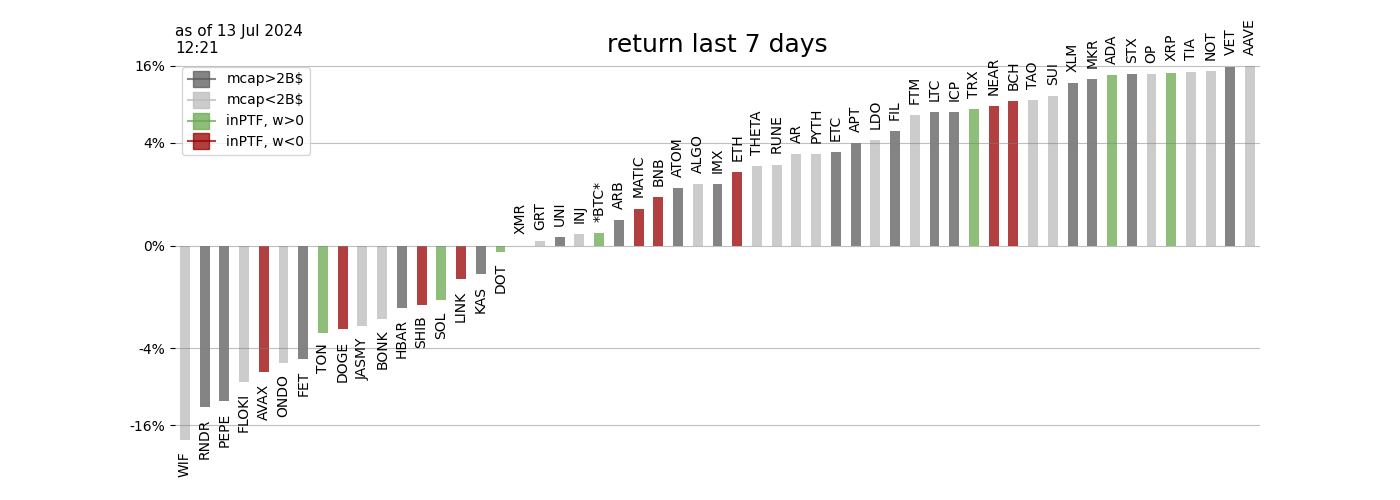 as of 13 Jul 2024
12:21
return last 7 days
mcap>2B$
mcap<2B$
inPTF, w>0
inPTF, w<0
16%
4%
0%
-4%
-16%
WIF
RNDR
PEPE
FLOKI
AVAX
ONDO
FET
TON
DOGE
JASMY
BONK
HBAR
SHIB
SOL
LINK
KAS
DOT
XMR
GRT
UNI
INJ
*BTC*
ARB
MATIC
BNB
ATOM
ALGO
IMX
ETH
THETA
RUNE
AR
PYTH
ETC
APT
LDO
FIL
FTM
LTC
ICP
TRX
NEAR
BCH
TAO
SUI
XLM
MKR
ADA
STX
OP
XRP
TIA
NOT
VET
AAVE